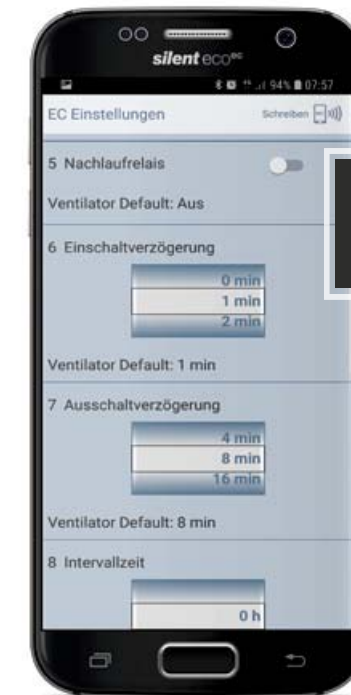 silent eco ec
94% 07:57
EC Einstellungen
Schreiben
5 Nachlaufrelais
Ventilator Default: Aus
6 Einschaltverzögerung
0 min
1 min
2 min
Ventilator Default: 1 min
7 Ausschaltverzögerung
4 min
8 min
16 min
Ventilator Default: 8 min
8 Intervallzeit
0 h